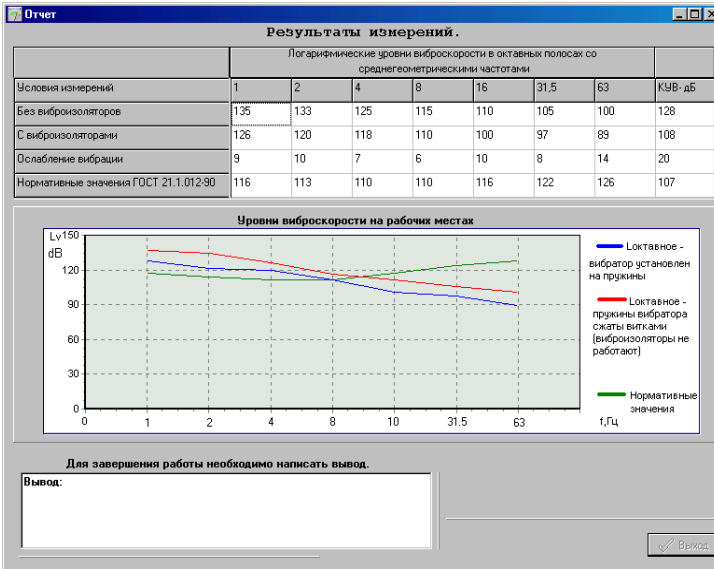 Отчет
Результаты измерений.
Логарифмические уровни виброскорости в октавных полосах со
среднегеометрическими частотами
Условия измерений 1 2 4 8 16 31,5 63 КУВ- дБ
Без виброизоляторов 135 133 125 115 110 105 100 128
С виброизоляторами 126 120 118 110 100 97 89 108
Ослабление вибрации 9 10 7 6 10 8 14 20
Нормативные значения ГОСТ 21.1.012-90 116 113 110 110 116 122 126 107
Уровни виброскорости на рабочих местах
Lv 150
dB
120
90
60
30
0
0 1 2 4 8 10 31.5 63 f,Гц
Lоктавное -
вибратор установлен
на пружины
Lоктавное -
пружины вибратора
сжаты витками
(виброизоляторы не
работают)
Нормативные
значения
Для завершения работы необходимо написать вывод.
Вывод:
Выход